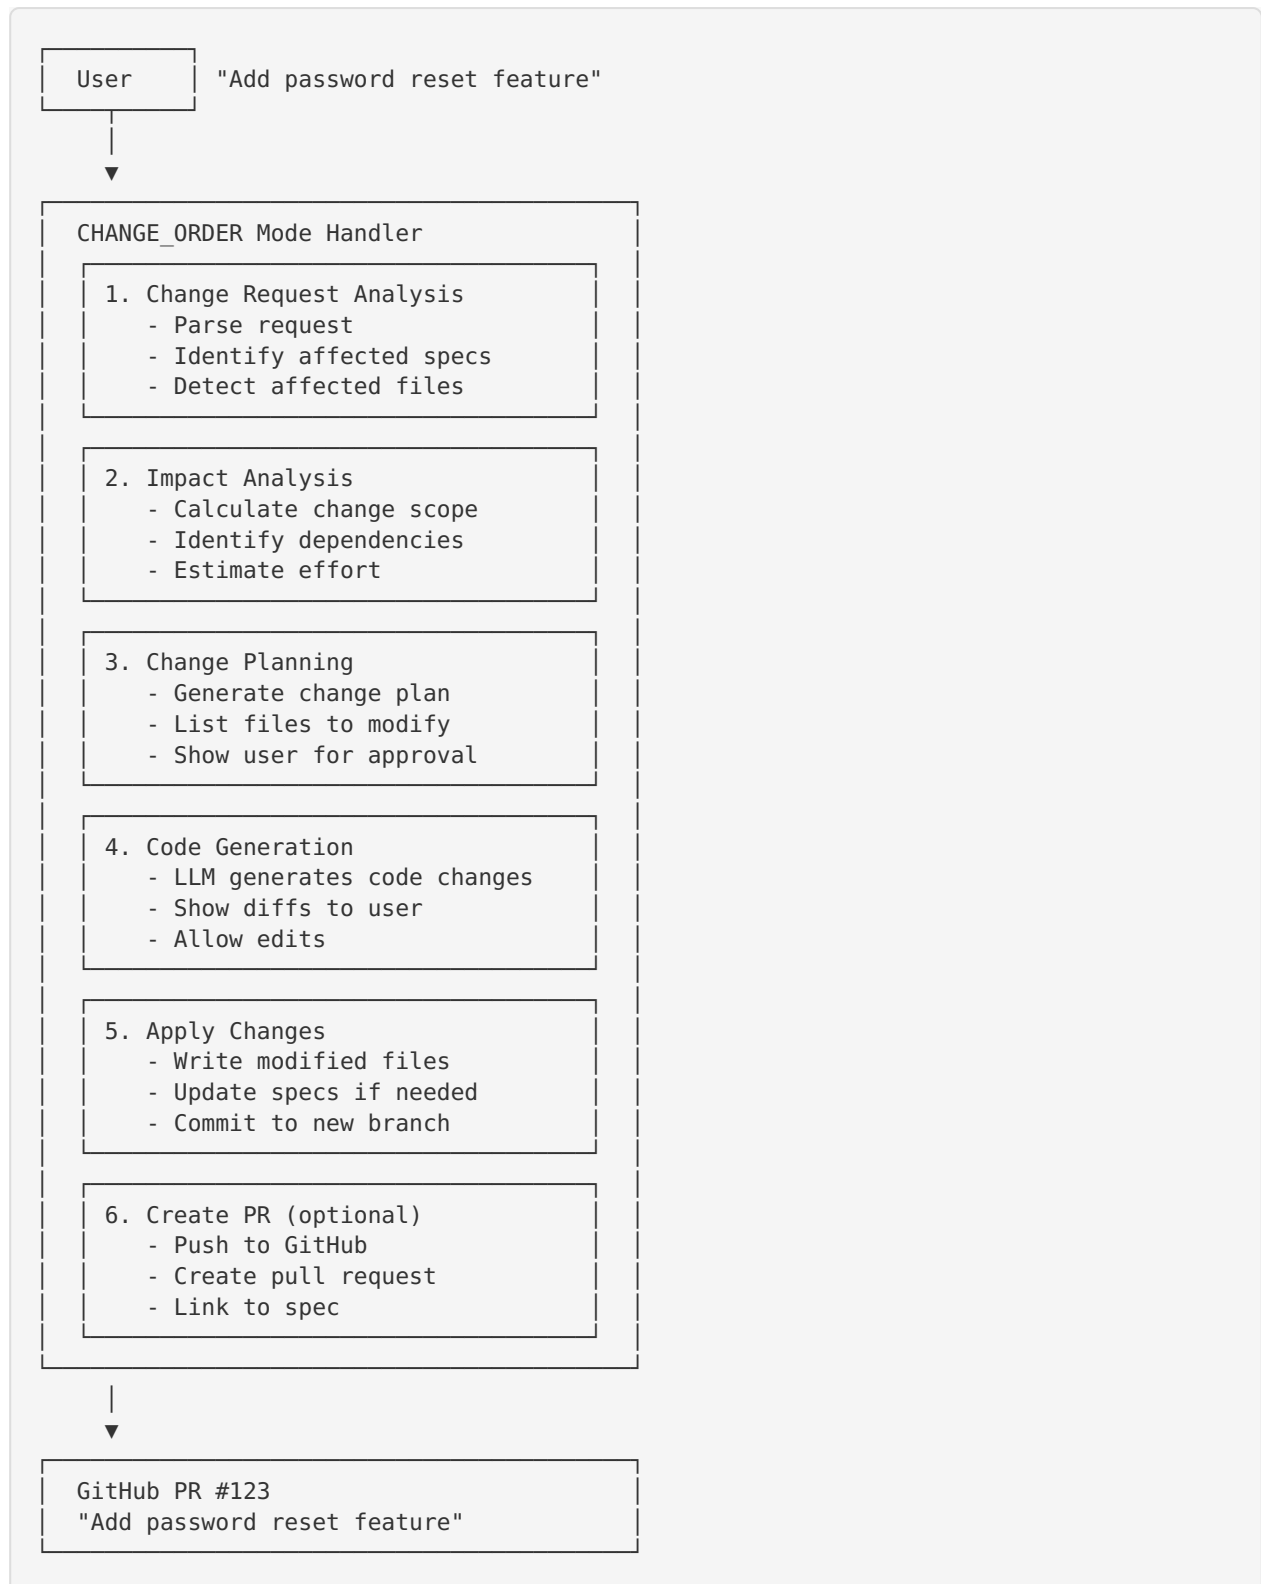 User "Add password reset feature"
CHANGE_ORDER Mode Handler
1. Change Request Analysis
- Parse request
- Identify affected specs
- Detect affected files
2. Impact Analysis
- Calculate change scope
- Identify dependencies
- Estimate effort
3. Change Planning
- Generate change plan
- List files to modify
- Show user for approval
4. Code Generation
- LLM generates code changes
- Show diffs to user
- Allow edits
5. Apply Changes
- Write modified files
- Update specs if needed
- Commit to new branch
6. Create PR (optional)
- Push to GitHub
- Create pull request
- Link to spec
GitHub PR #123
"Add password reset feature"